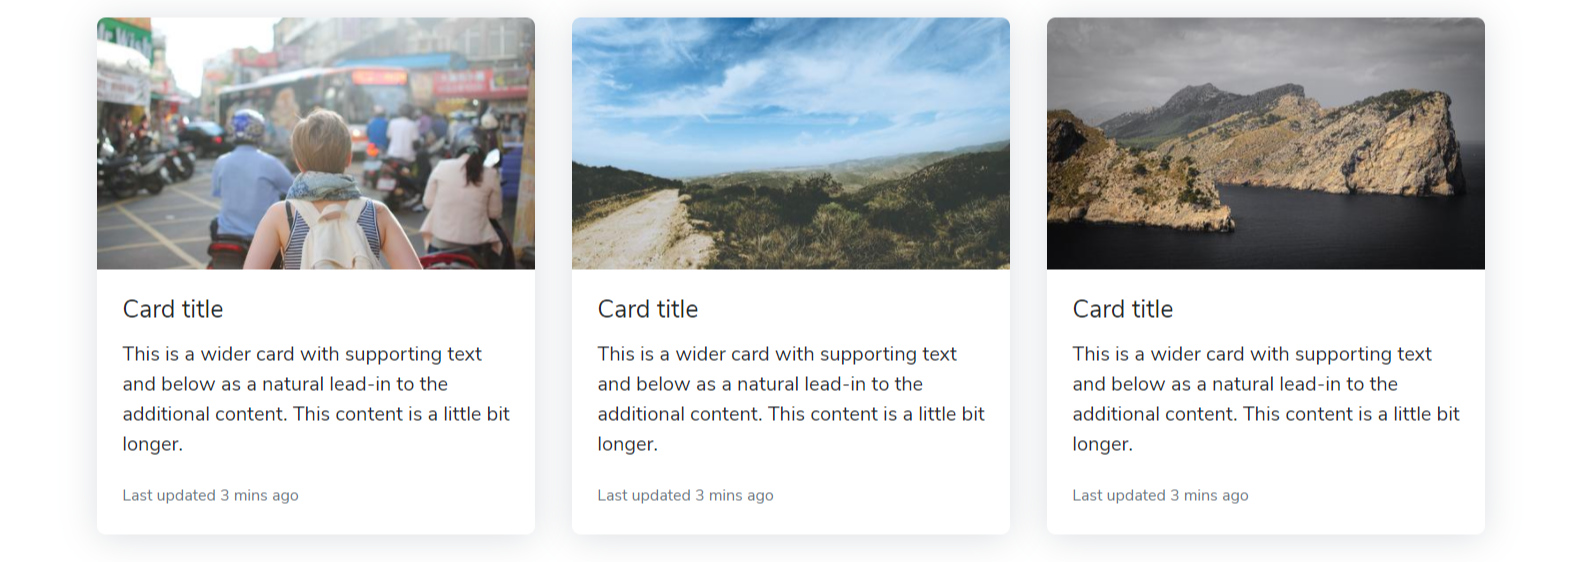 Card title
This is a wider card with supporting text
and below as a natural lead-in to the
additional content. This content is a little bit
longer.
Last updated 3 mins ago
Card title
This is a wider card with supporting text
and below as a natural lead-in to the
additional content. This content is a little bit
longer.
Last updated 3 mins ago
Card title
This is a wider card with supporting text
and below as a natural lead-in to the
additional content. This content is a little bit
longer.
Last updated 3 mins ago